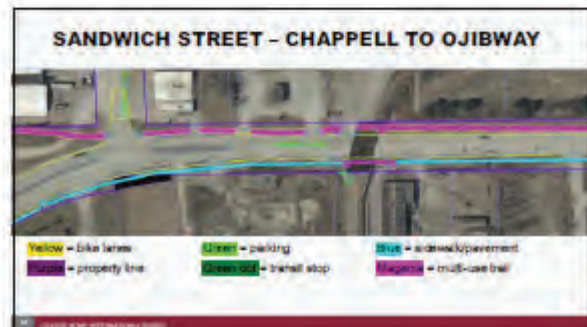 SANDWICH STREET – CHAPPELL TO OJIBWAY
Yellow = bike lanes
Green = parking
Blue = sidewalk/pavement
Purple = property line
Green dot = transit stop
Magenta = multi-use trail